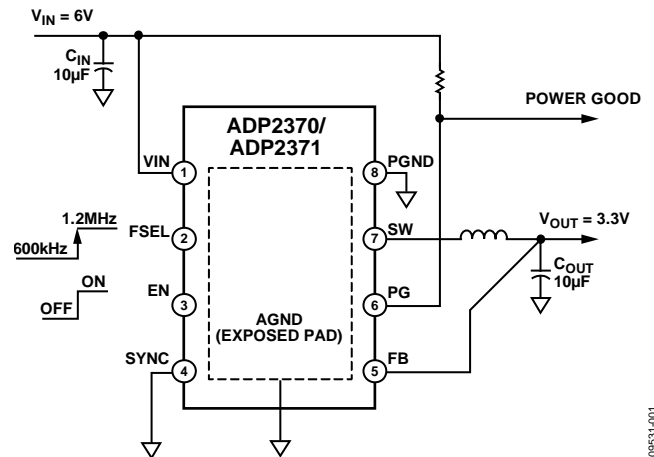 VIN = 6V
CIN
10µF
POWER GOOD
ADP2370/
ADP2371
VIN
1
8
PGND
1.2MHz
600kHz
FSEL
2
7
SW
VOUT = 3.3V
COUT
10µF
ON
OFF
EN
3
6
PG
AGND
(EXPOSED PAD)
SYNC
4
5
FB
09531-001